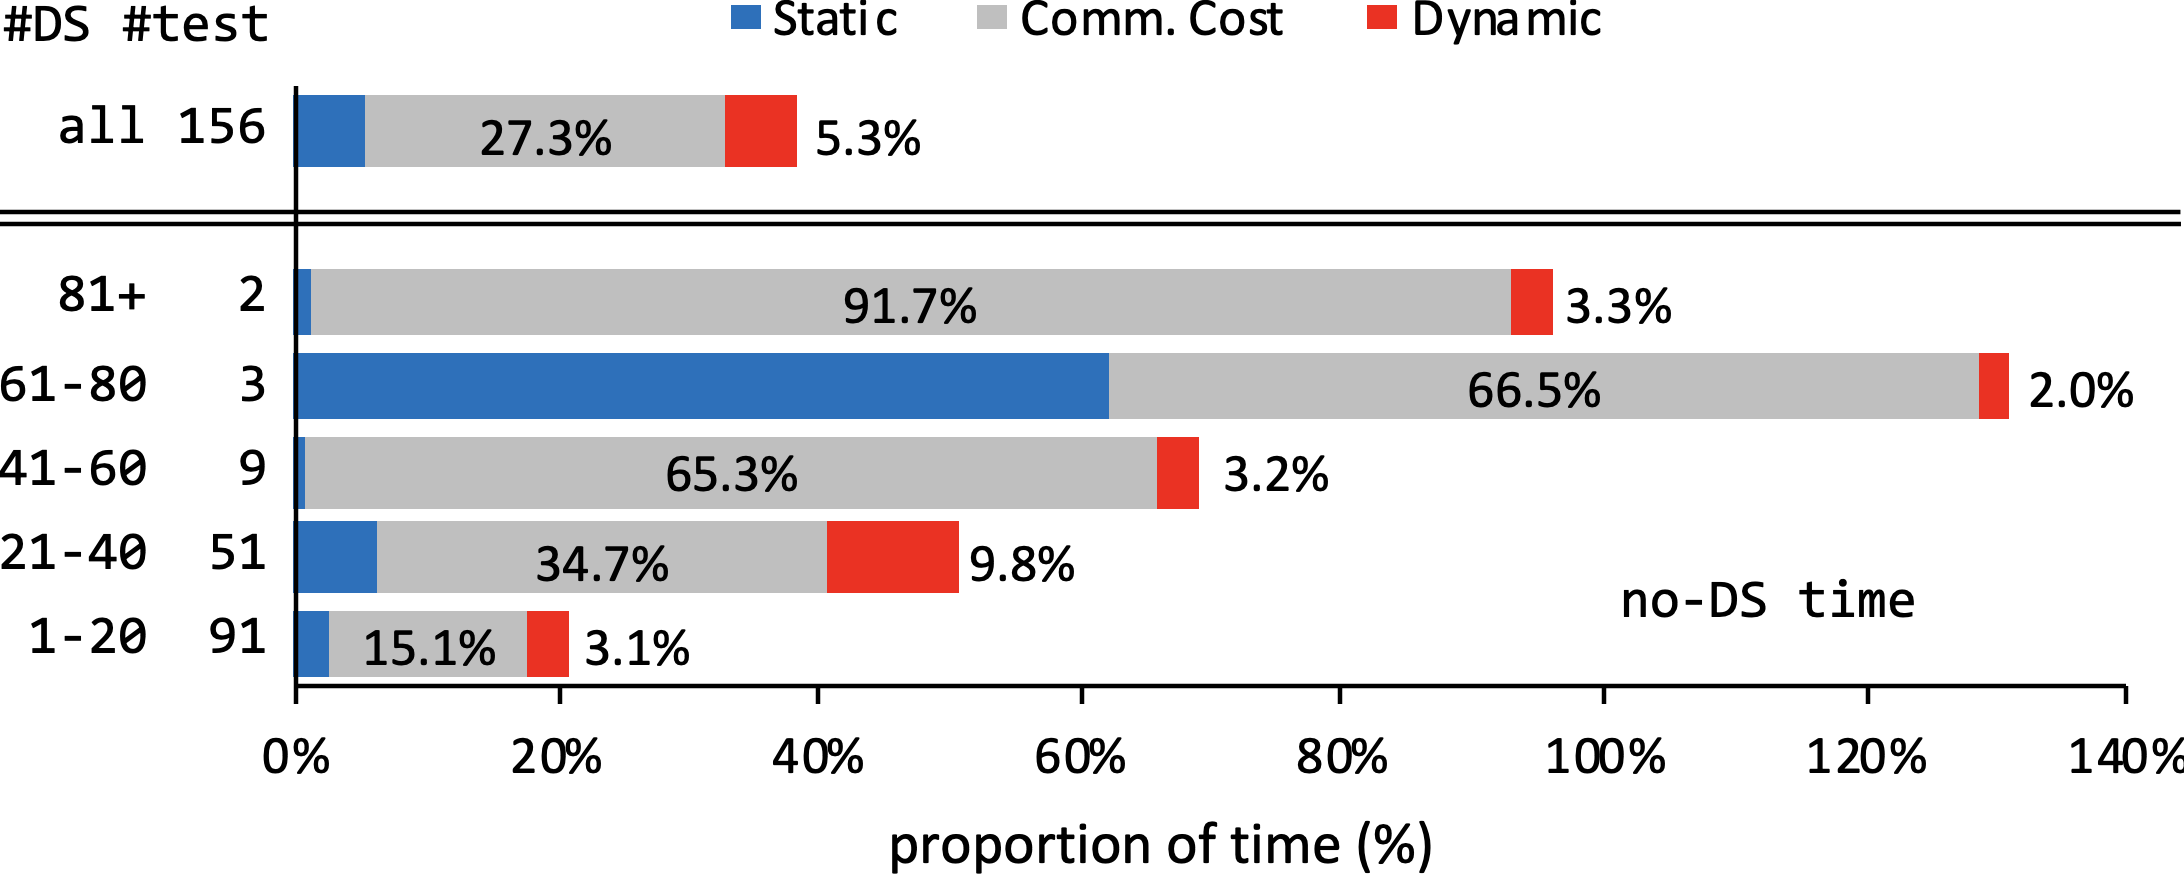 #DS #test Static Comm. Cost Dynamic
all 156 27.3% 5.3%
81+ 2 91.7% 3.3%
61-80 3 66.5% 2.0%
41-60 9 65.3% 3.2%
21-40 51 34.7% 9.8%
no-DS time
1-20 91 15.1% 3.1%
0% 20% 40% 60% 80% 100% 120% 140%
proportion of time (%)